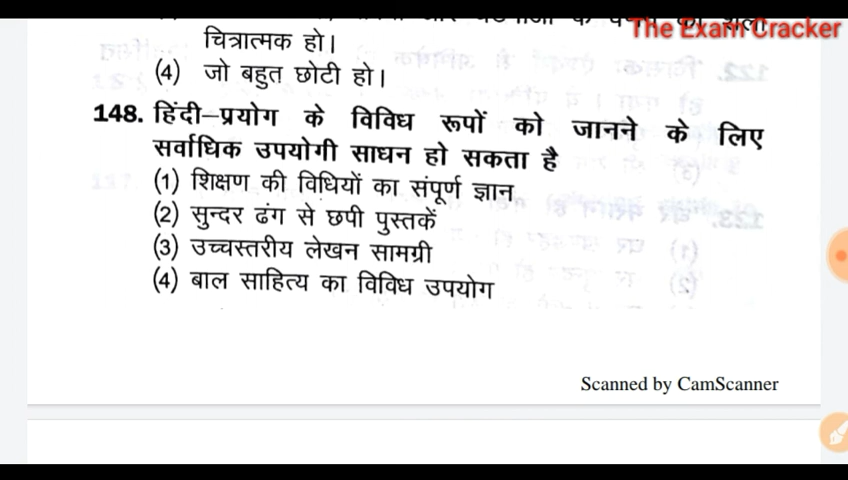 The Exam Cracker
चित्रात्मक हो।
(4) जो बहुत छोटी हो।
148. हिंदी-प्रयोग के विविध रूपों को जानने के लिए
सर्वाधिक उपयोगी साधन हो सकता है
(1) शिक्षण की विधियों का संपूर्ण ज्ञान
(2) सुन्दर ढंग से छपी पुस्तकें
(3) उच्चस्तरीय लेखन सामग्री
(4) बाल साहित्य का विविध उपयोग
Scanned by CamScanner